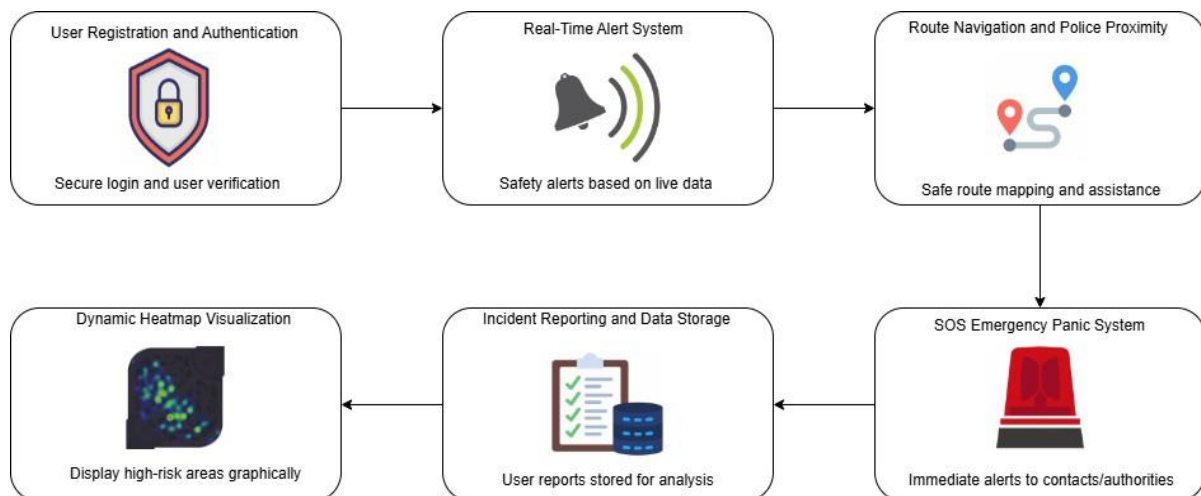 User Registration and Authentication
Secure login and user verification
Real-Time Alert System
Safety alerts based on live data
Route Navigation and Police Proximity
Safe route mapping and assistance
SOS Emergency Panic System
Immediate alerts to contacts/authorities
Incident Reporting and Data Storage
User reports stored for analysis
Dynamic Heatmap Visualization
Display high-risk areas graphically